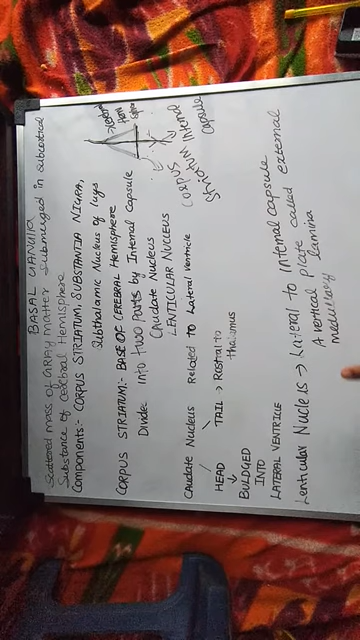 BASAL GANGLIA
Scattered mass of GRAY MATTER submerged in subcortical
Substance of Cerebral Hemisphere
Components:- CORPUS STRIATUM, SUBSTANTIA NIGRA,
Subthalamic Nucleus of luys
CORPUS STRIATUM:- BASE OF CEREBRAL Hemisphere
Divide into TWO PARTS by Internal Capsule
Caudate Nucleus
LENTICULAR NUCLEUS
CORPUS
STRIATUM
Internal
Capsule
Caudate Nucleus Related TO Lateral Ventricle
HEAD TAIL → ROSTRAL to
thalamus
BULDGED
INTO
LATERAL VENTRICLE
Lenticular Nucleus → Lateral to Internal Capsule
A vertical plate called external
medullary lamina